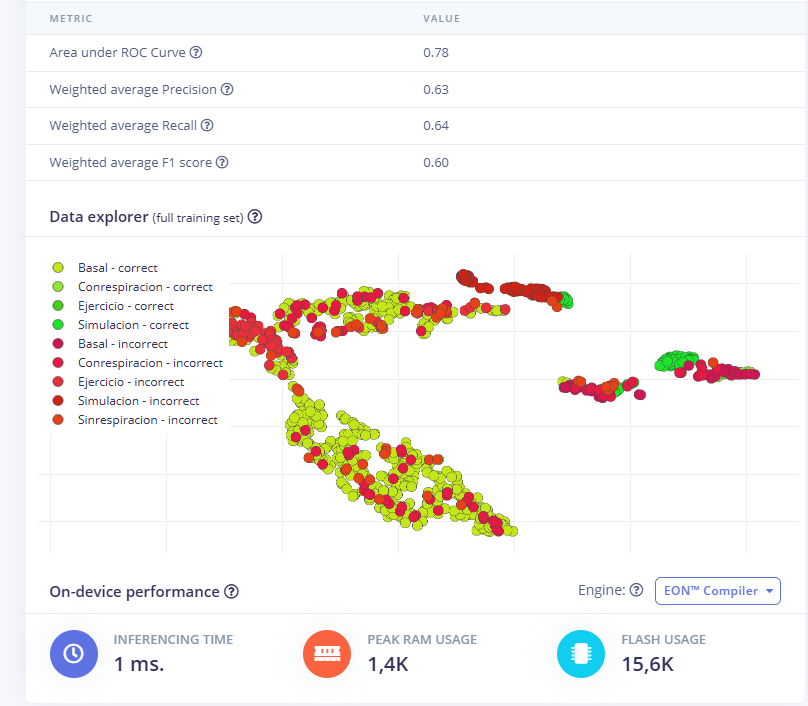 METRIC VALUE
Area under ROC Curve ? 0.78
Weighted average Precision ? 0.63
Weighted average Recall ? 0.64
Weighted average F1 score ? 0.60
Data explorer (full training set) ?
Basal - correct
Conrespiracion - correct
Ejercicio - correct
Simulacion - correct
Basal - incorrect
Conrespiracion - incorrect
Ejercicio - incorrect
Simulacion - incorrect
Sinrespiracion - incorrect
On-device performance ? Engine: ? EON™ Compiler
INFERENCING TIME
1 ms.
PEAK RAM USAGE
1,4K
FLASH USAGE
15,6K